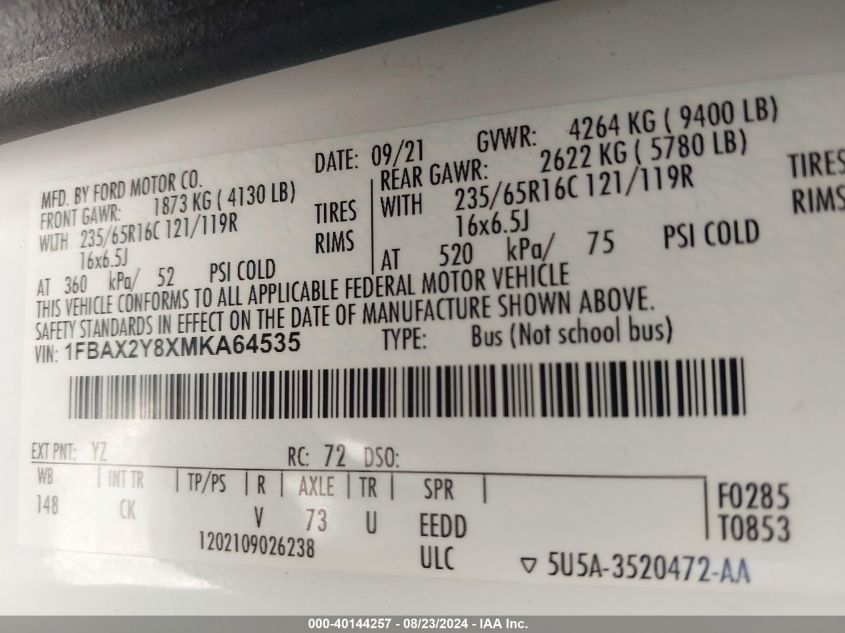 MFD. BY FORD MOTOR CO. DATE: 09/21 GVWR: 4264 KG ( 9400 LB)
FRONT GAWR: 1873 KG ( 4130 LB) REAR GAWR: 2622 KG ( 5780 LB)
WITH 235/65R16C 121/119R TIRES WITH 235/65R16C 121/119R TIRES
16x6.5J RIMS 16x6.5J RIMS
AT 360 kPa/ 52 PSI COLD AT 520 kPa/ 75 PSI COLD
THIS VEHICLE CONFORMS TO ALL APPLICABLE FEDERAL MOTOR VEHICLE
SAFETY STANDARDS IN EFFECT ON THE DATE OF MANUFACTURE SHOWN ABOVE.
VIN: 1FBAX2Y8XMKA64535 TYPE: Bus (Not school bus)
EXT PNT: YZ RC: 72 DSO:
WB INT TR TP/PS R AXLE TR SPR F0285
148 CK V 73 U EEDD T0853
1202109026238 ULC ▽ 5U5A-3520472-AA
000-40144257 - 08/23/2024 - IAA Inc.